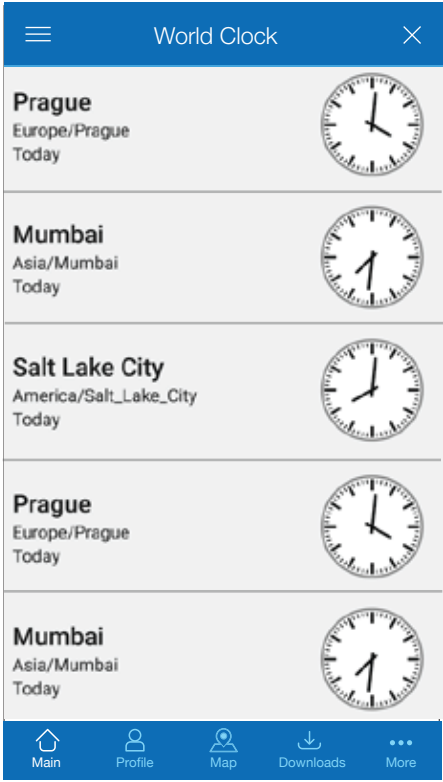 World Clock
Prague
Europe/Prague
Today
Mumbai
Asia/Mumbai
Today
Salt Lake City
America/Salt_Lake_City
Today
Prague
Europe/Prague
Today
Mumbai
Asia/Mumbai
Today
Main Profile Map Downloads More